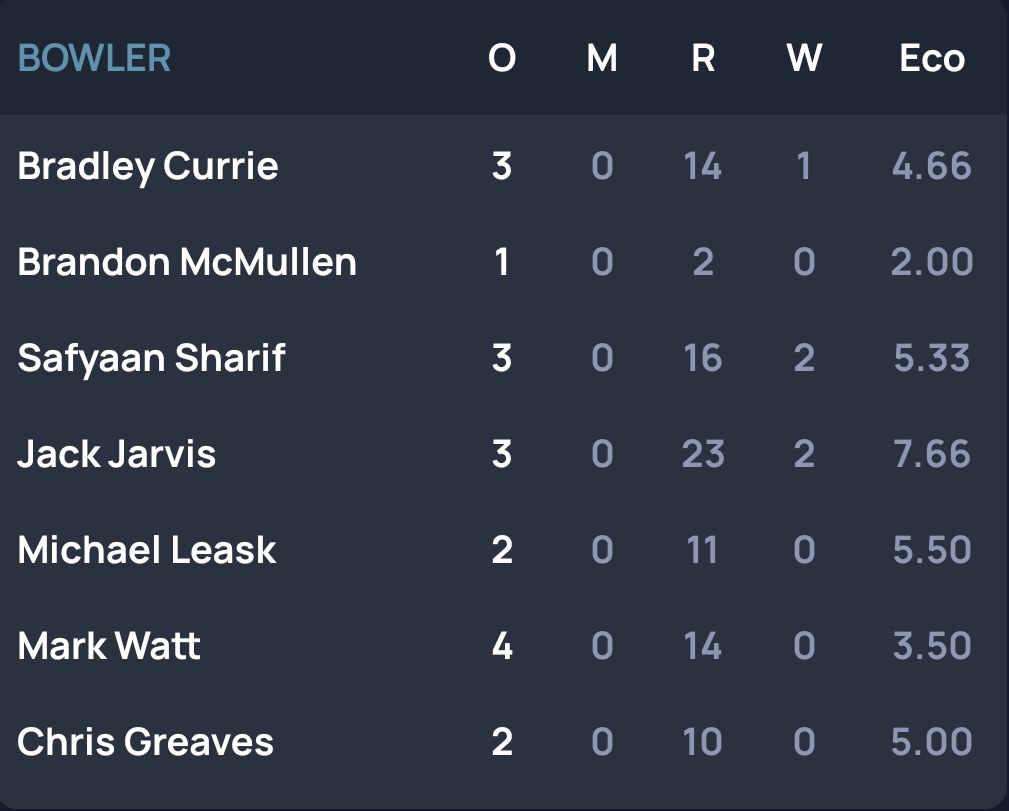 BOWLER O M R W Eco
Bradley Currie 3 0 14 1 4.66
Brandon McMullen 1 0 2 0 2.00
Safyaan Sharif 3 0 16 2 5.33
Jack Jarvis 3 0 23 2 7.66
Michael Leask 2 0 11 0 5.50
Mark Watt 4 0 14 0 3.50
Chris Greaves 2 0 10 0 5.00